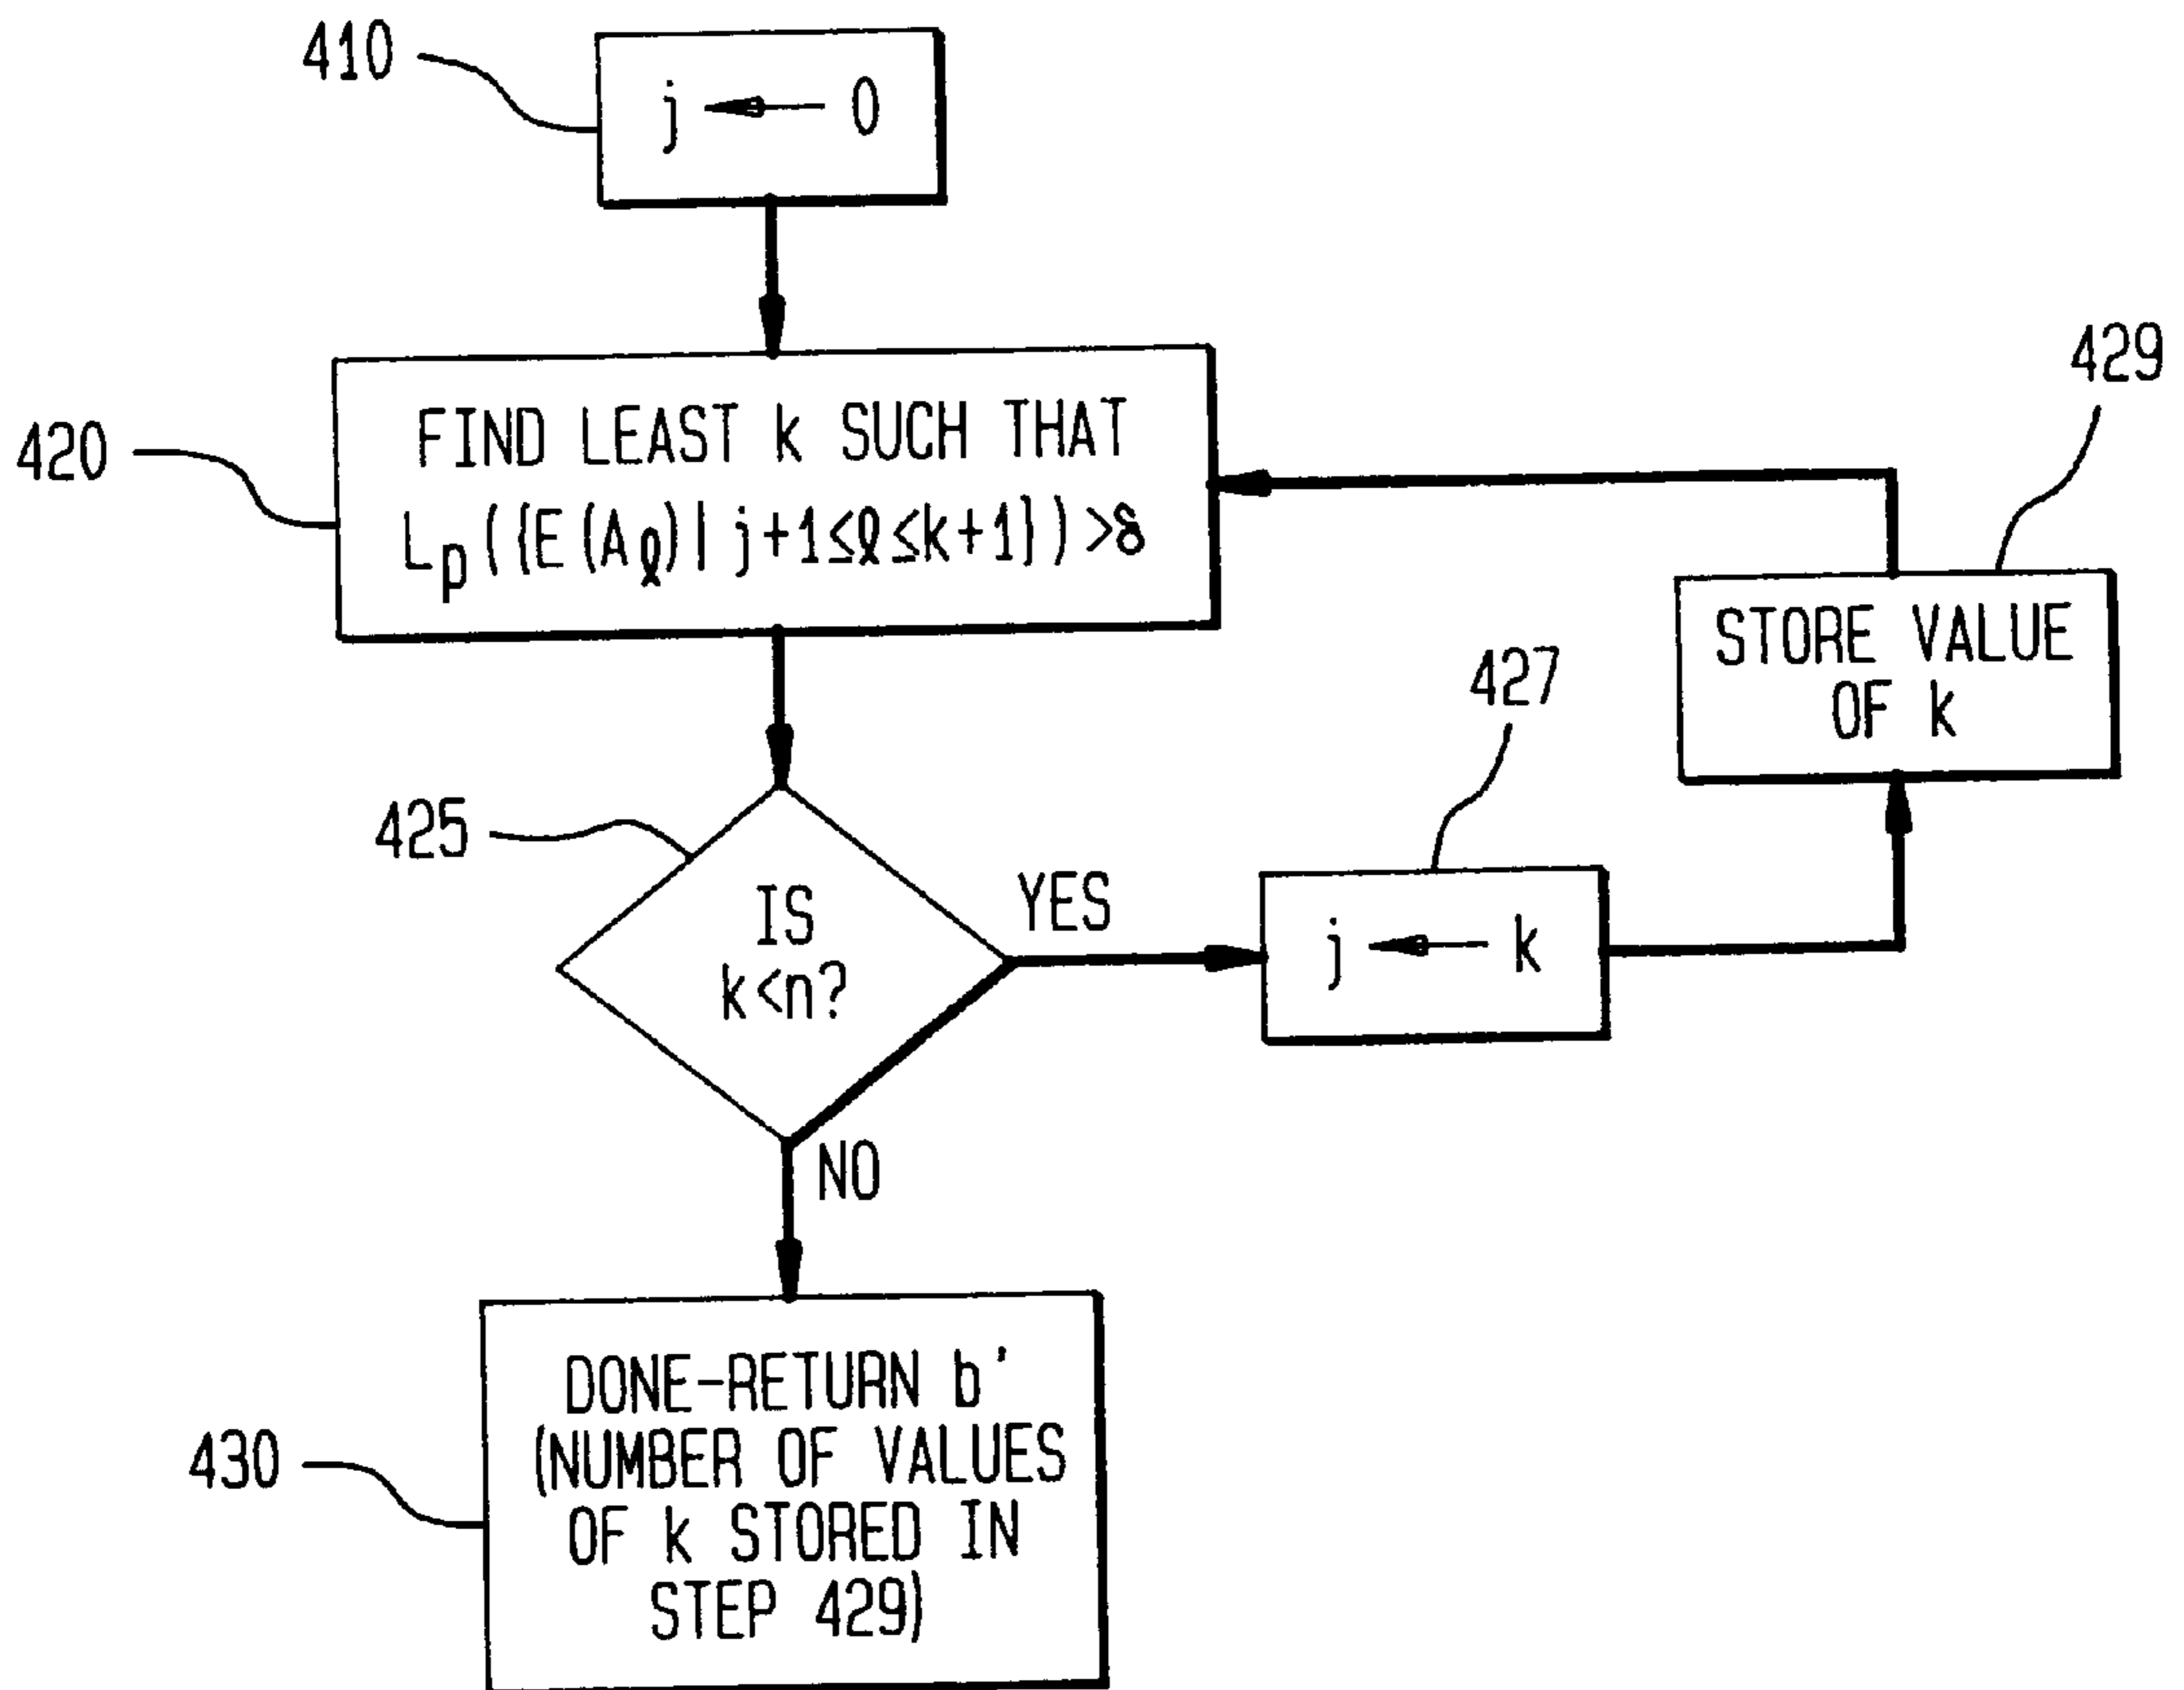 410
j ← 0
420
FIND LEAST k SUCH THAT
Lp({E(Aℓ)|j+1≤ℓ≤k+1})>δ
429
STORE VALUE
OF k
427
425
IS
k<n?
YES
j ← k
NO
430
DONE-RETURN b'
(NUMBER OF VALUES
OF k STORED IN
STEP 429)